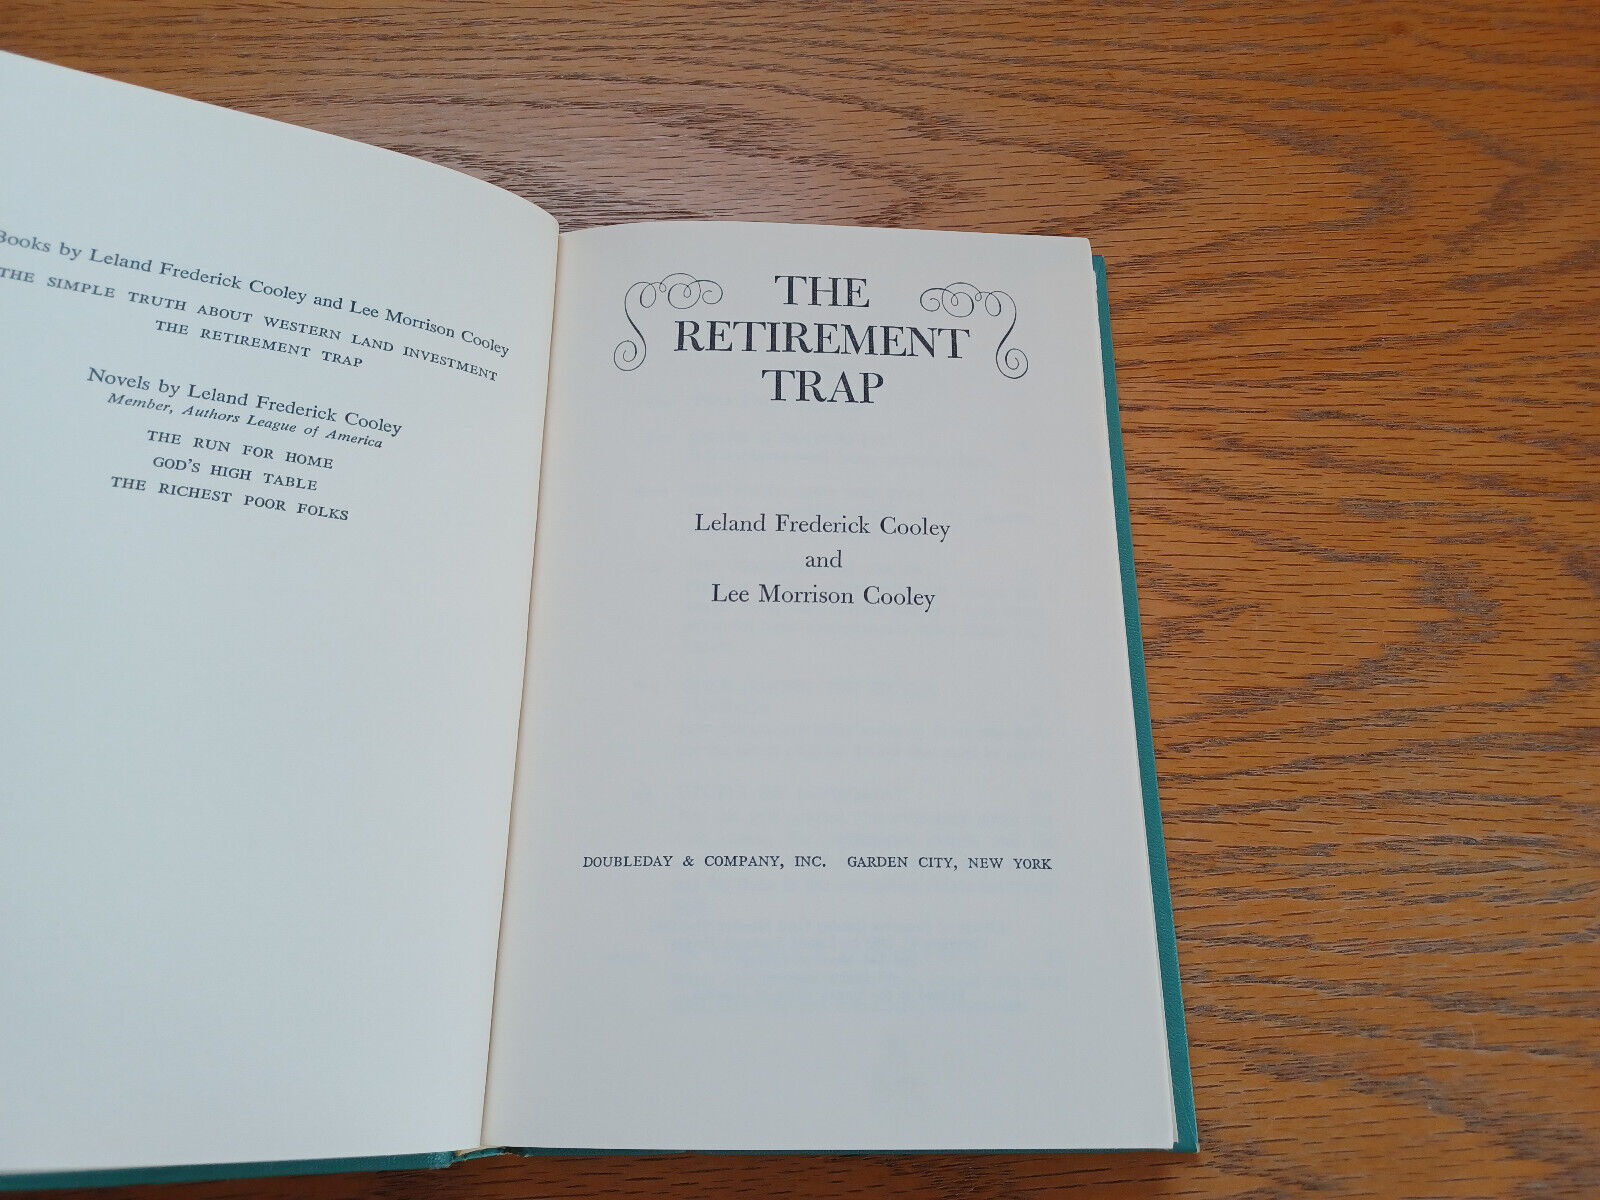 Books by Leland Frederick Cooley and Lee Morrison Cooley
THE SIMPLE TRUTH ABOUT WESTERN LAND INVESTMENT
THE RETIREMENT TRAP
Novels by Leland Frederick Cooley
Member, Authors League of America
THE RUN FOR HOME
GOD'S HIGH TABLE
THE RICHEST POOR FOLKS
THE
RETIREMENT
TRAP
Leland Frederick Cooley
and
Lee Morrison Cooley
DOUBLEDAY & COMPANY, INC. GARDEN CITY, NEW YORK